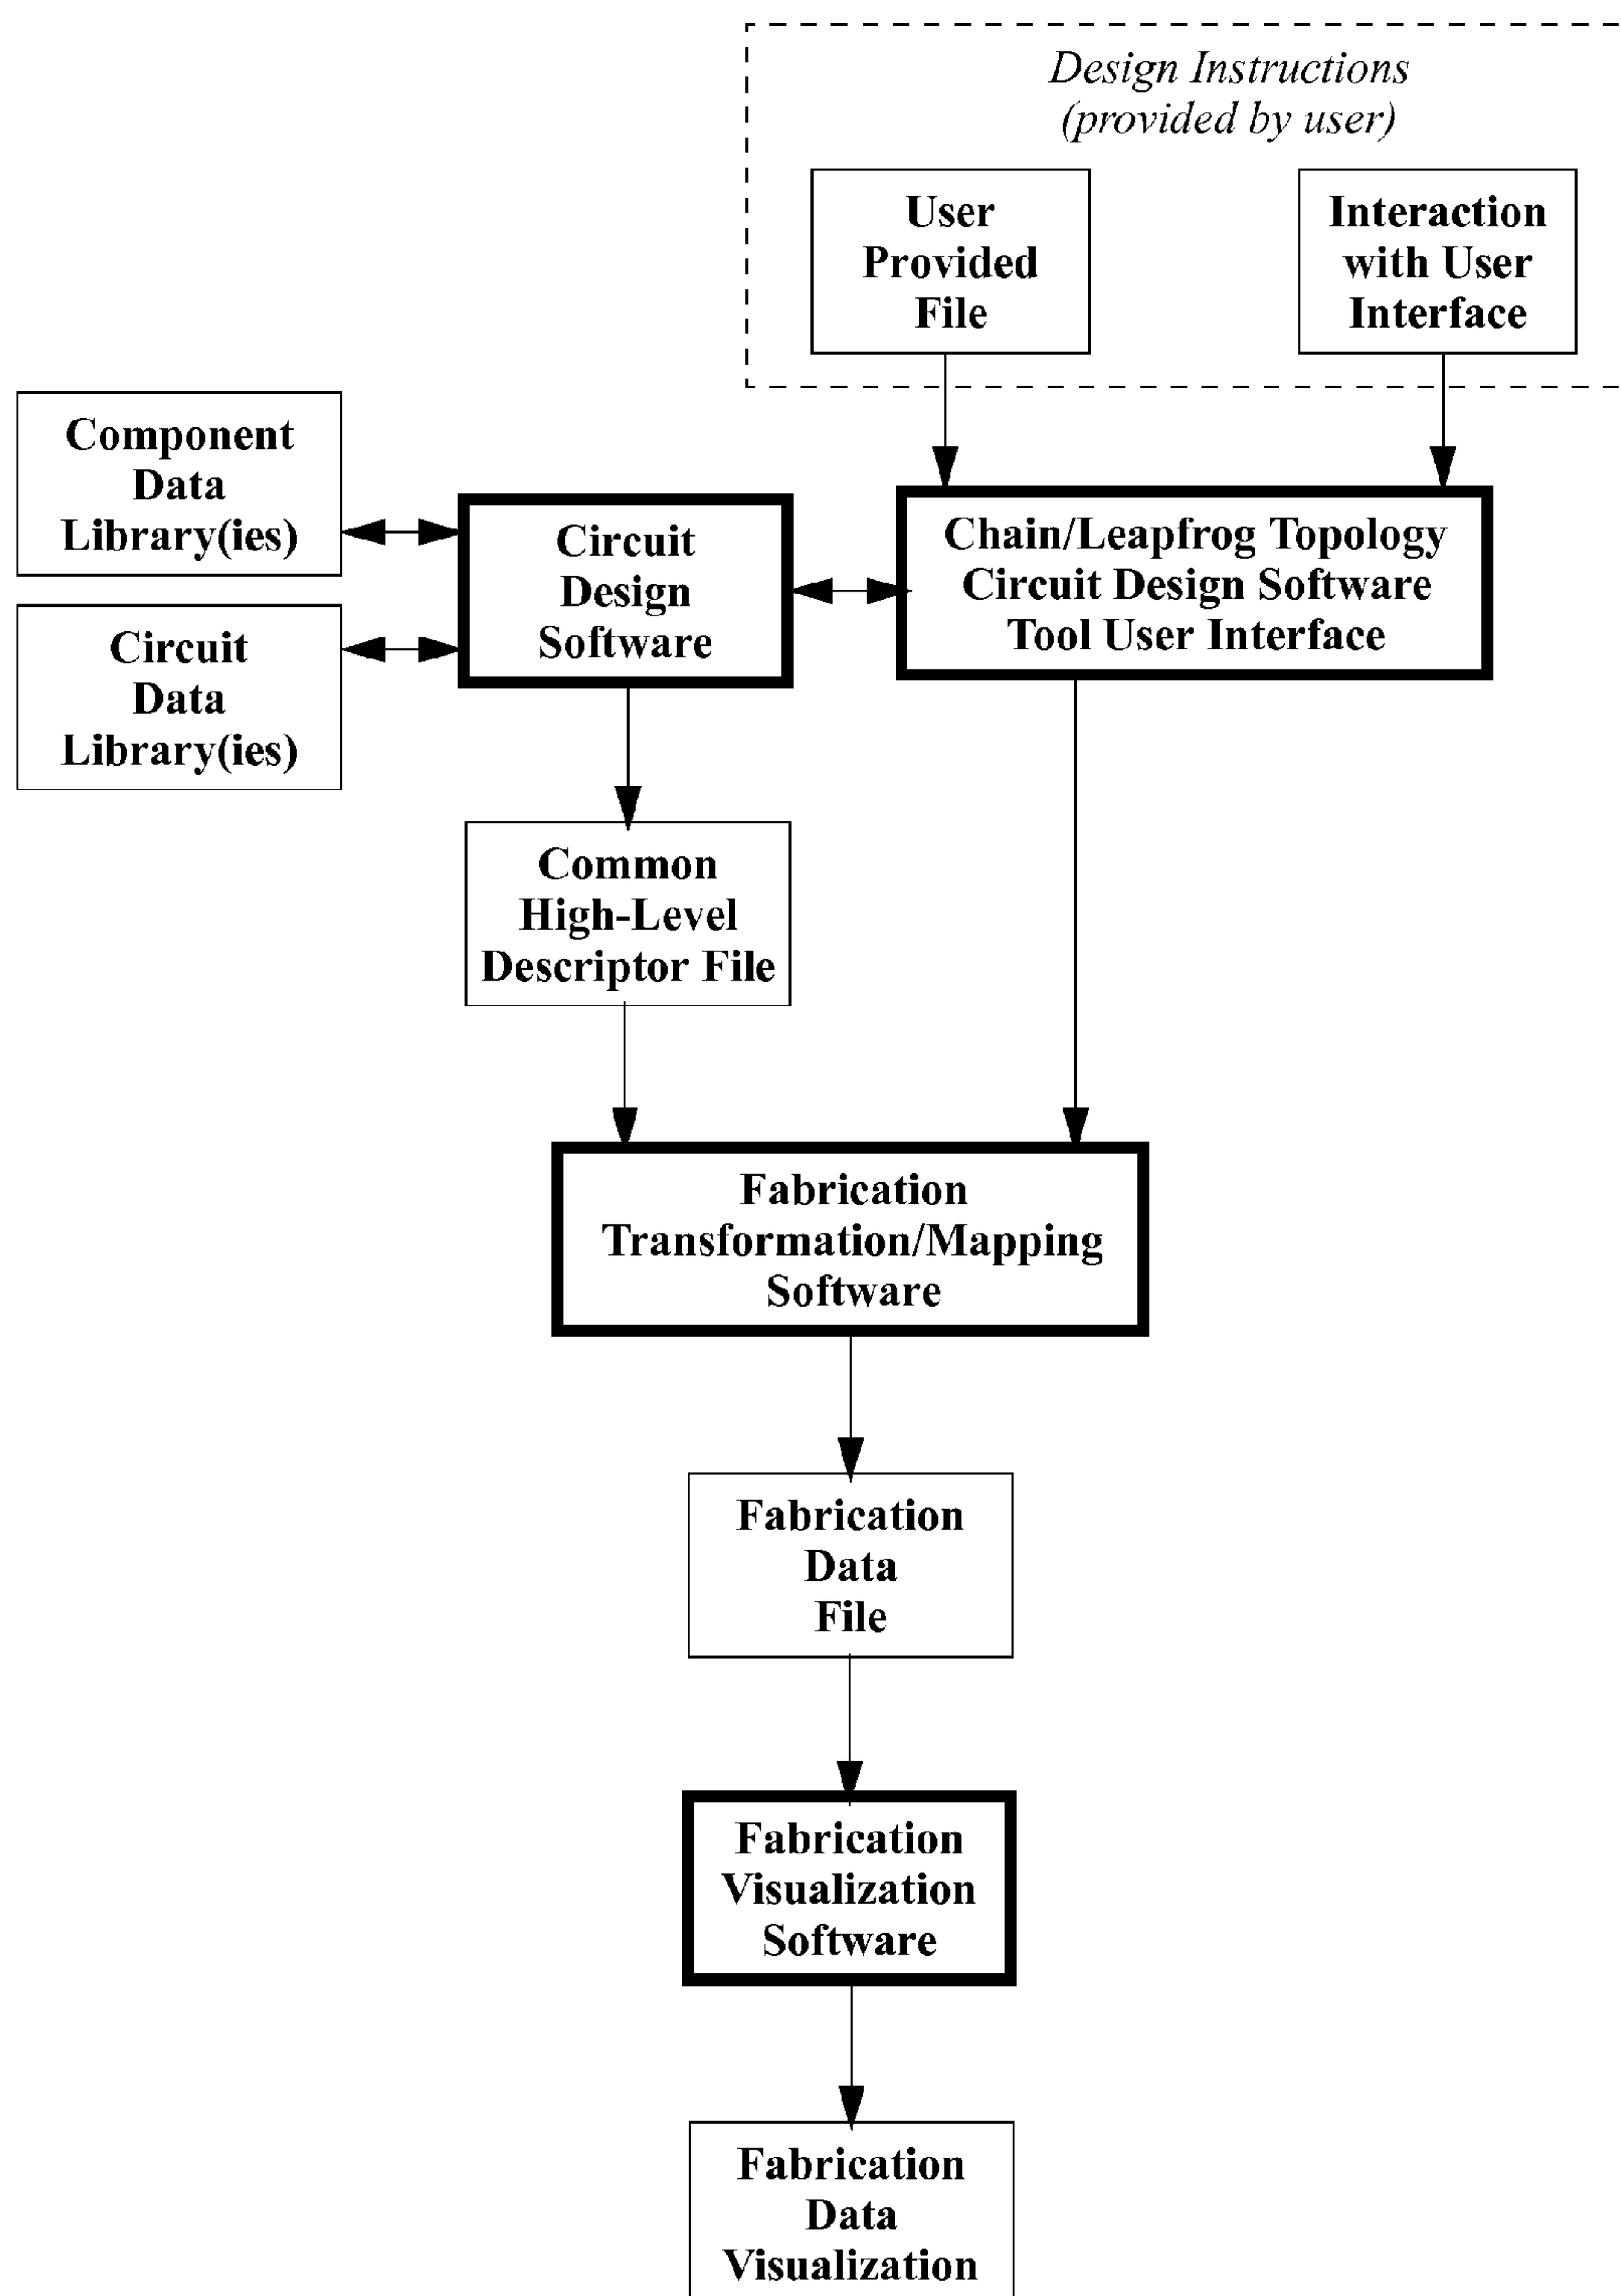 Design Instructions
(provided by user)
User
Provided
File
Interaction
with User
Interface
Component
Data
Library(ies)
Circuit
Design
Software
Chain/Leapfrog Topology
Circuit Design Software
Tool User Interface
Circuit
Data
Library(ies)
Common
High-Level
Descriptor File
Fabrication
Transformation/Mapping
Software
Fabrication
Data
File
Fabrication
Visualization
Software
Fabrication
Data
Visualization